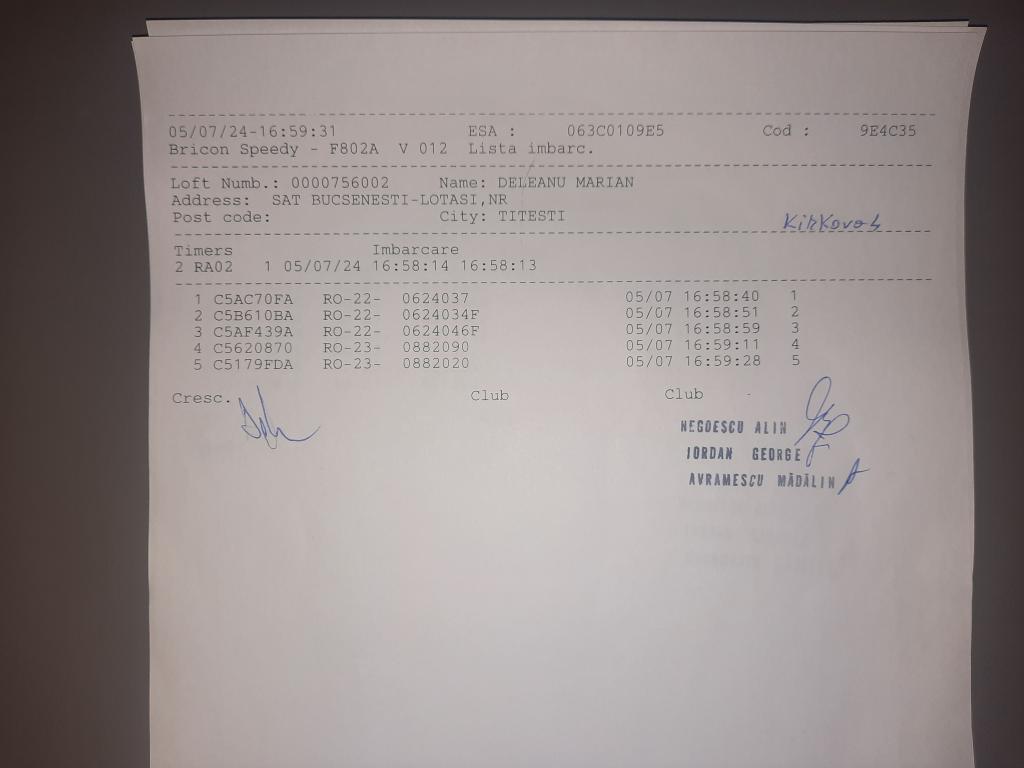 05/07/24-16:59:31 ESA : 063C0109E5 Cod : 9E4C35
Bricon Speedy - F802A V 012 Lista imbarc.
Loft Numb.: 0000756002 Name: DELEANU MARIAN
Address: SAT BUCSENESTI-LOTASI,NR
Post code: City: TITESTI
Timers Imbarcare
2 RA02 1 05/07/24 16:58:14 16:58:13
1 C5AC70FA RO-22- 0624037 05/07 16:58:40 1
2 C5B610BA RO-22- 0624034F 05/07 16:58:51 2
3 C5AF439A RO-22- 0624046F 05/07 16:58:59 3
4 C5620870 RO-23- 0882090 05/07 16:59:11 4
5 C5179FDA RO-23- 0882020 05/07 16:59:28 5
Cresc. Club Club
NEGOESCU ALIN
IORDAN GEORGE
AVRAMESCU MĂDĂLIN